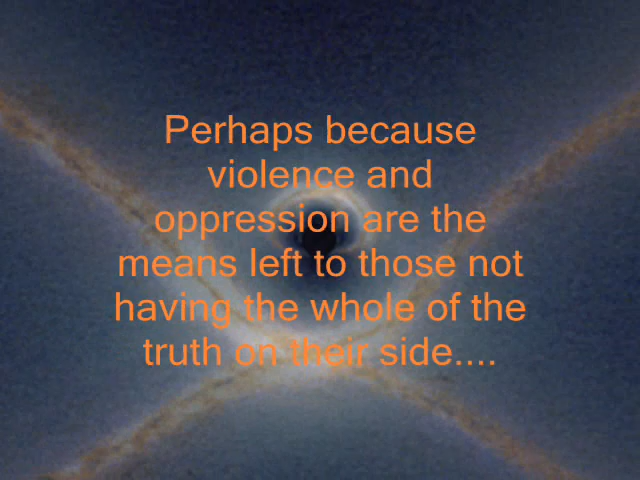 Perhaps because
violence and
oppression are the
means left to those not
having the whole of the
truth on their side....